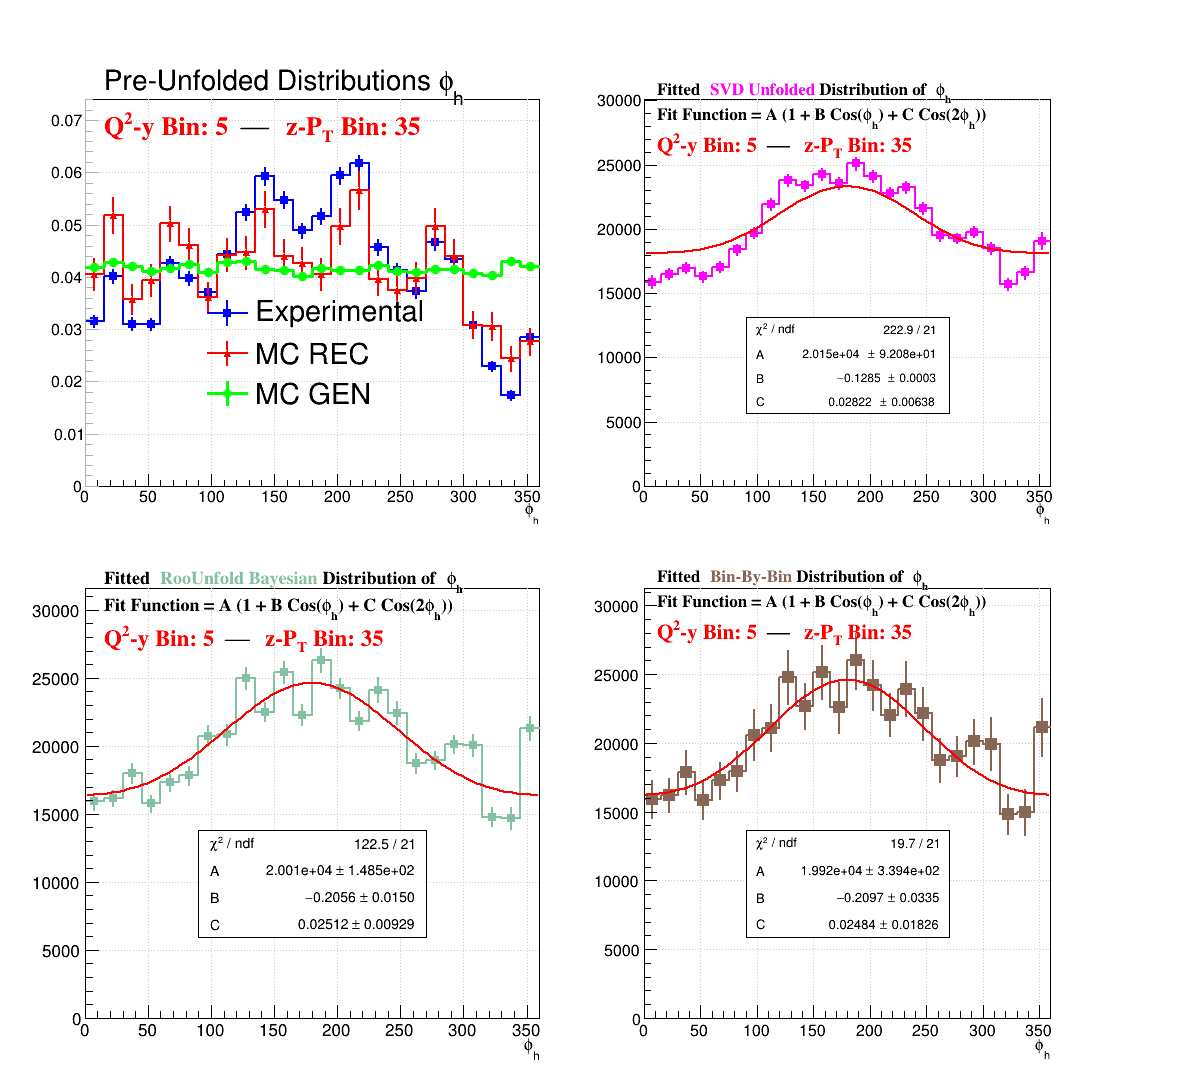 Pre-Unfolded Distributions ϕh
Q2-y Bin: 5 — z-PT Bin: 35
0.07
0.06
0.05
0.04
0.03
0.02
0.01
0
Experimental
MC REC
MC GEN
0 50 100 150 200 250 300 350
ϕh
Fitted SVD Unfolded Distribution of ϕh
Fit Function = A (1 + B Cos(ϕh) + C Cos(2ϕh))
Q2-y Bin: 5 — z-PT Bin: 35
30000
25000
20000
15000
10000
5000
0
χ2 / ndf 222.9 / 21
A 2.015e+04 ± 9.208e+01
B −0.1285 ± 0.0003
C 0.02822 ± 0.00638
0 50 100 150 200 250 300 350
ϕh
Fitted RooUnfold Bayesian Distribution of ϕh
Fit Function = A (1 + B Cos(ϕh) + C Cos(2ϕh))
Q2-y Bin: 5 — z-PT Bin: 35
30000
25000
20000
15000
10000
5000
0
χ2 / ndf 122.5 / 21
A 2.001e+04 ± 1.485e+02
B −0.2056 ± 0.0150
C 0.02512 ± 0.00929
0 50 100 150 200 250 300 350
ϕh
Fitted Bin-By-Bin Distribution of ϕh
Fit Function = A (1 + B Cos(ϕh) + C Cos(2ϕh))
Q2-y Bin: 5 — z-PT Bin: 35
30000
25000
20000
15000
10000
5000
0
χ2 / ndf 19.7 / 21
A 1.992e+04 ± 3.394e+02
B −0.2097 ± 0.0335
C 0.02484 ± 0.01826
0 50 100 150 200 250 300 350
ϕh